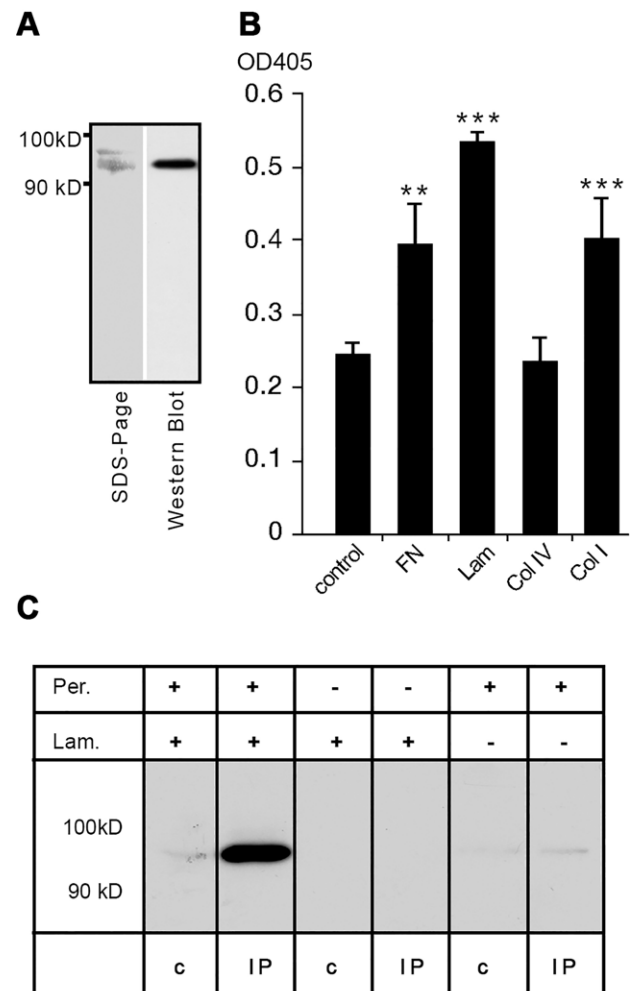 A
100kD
90 kD
SDS-Page
Western Blot
B
OD405
0.6
0.5
0.4
0.3
0.2
0.1
0
**
***
***
control
FN
Lam
Col IV
Col I
C
Per. + + - - + +
Lam. + + + + - -
100kD
90 kD
c IP c IP c IP